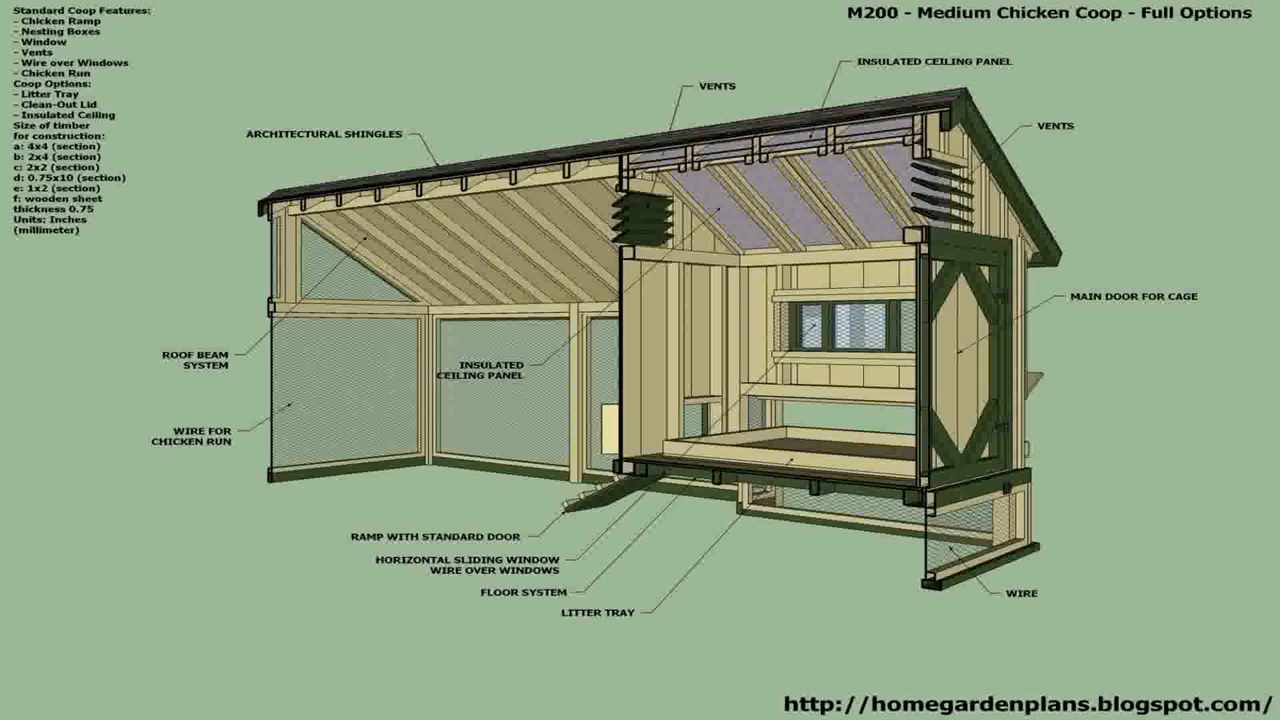 Standard Coop Features:
- Chicken Ramp
- Nesting Boxes
- Window
- Vents
- Wire over Windows
- Chicken Run
Coop Options:
- Litter Tray
- Clean-Out Lid
- Insulated Ceiling
Size of timber
for construction:
a: 4x4 (section)
b: 2x4 (section)
c: 2x2 (section)
d: 0.75x10 (section)
e: 1x2 (section)
f: wooden sheet
thickness 0.75
Units: Inches
(millimeter)
M200 - Medium Chicken Coop - Full Options
INSULATED CEILING PANEL
VENTS
VENTS
ARCHITECTURAL SHINGLES
MAIN DOOR FOR CAGE
ROOF BEAM
SYSTEM
INSULATED
CEILING PANEL
WIRE FOR
CHICKEN RUN
RAMP WITH STANDARD DOOR
HORIZONTAL SLIDING WINDOW
WIRE OVER WINDOWS
FLOOR SYSTEM
WIRE
LITTER TRAY
http://homegardenplans.blogspot.com/